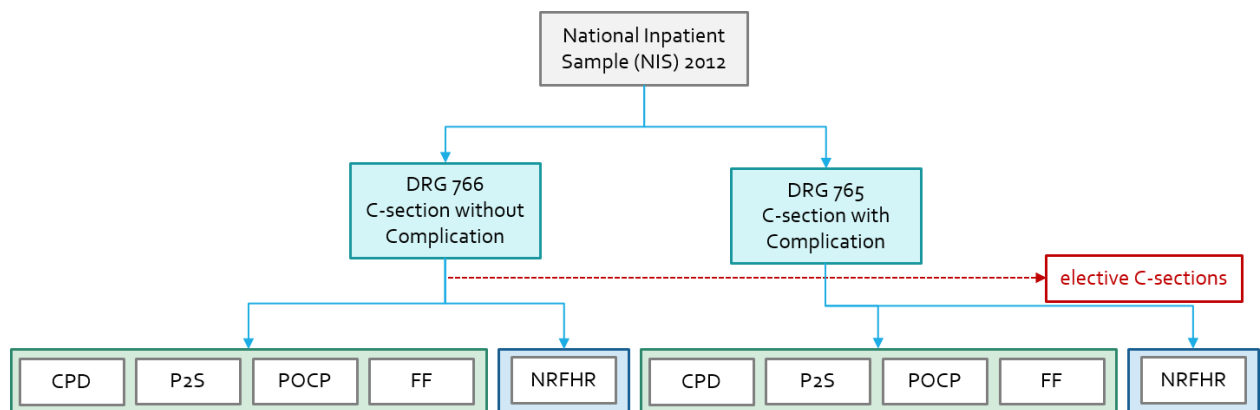 National Inpatient
Sample (NIS) 2012
DRG 766
C-section without
Complication
DRG 765
C-section with
Complication
elective C-sections
CPD
P2S
POCP
FF
NRFHR
CPD
P2S
POCP
FF
NRFHR